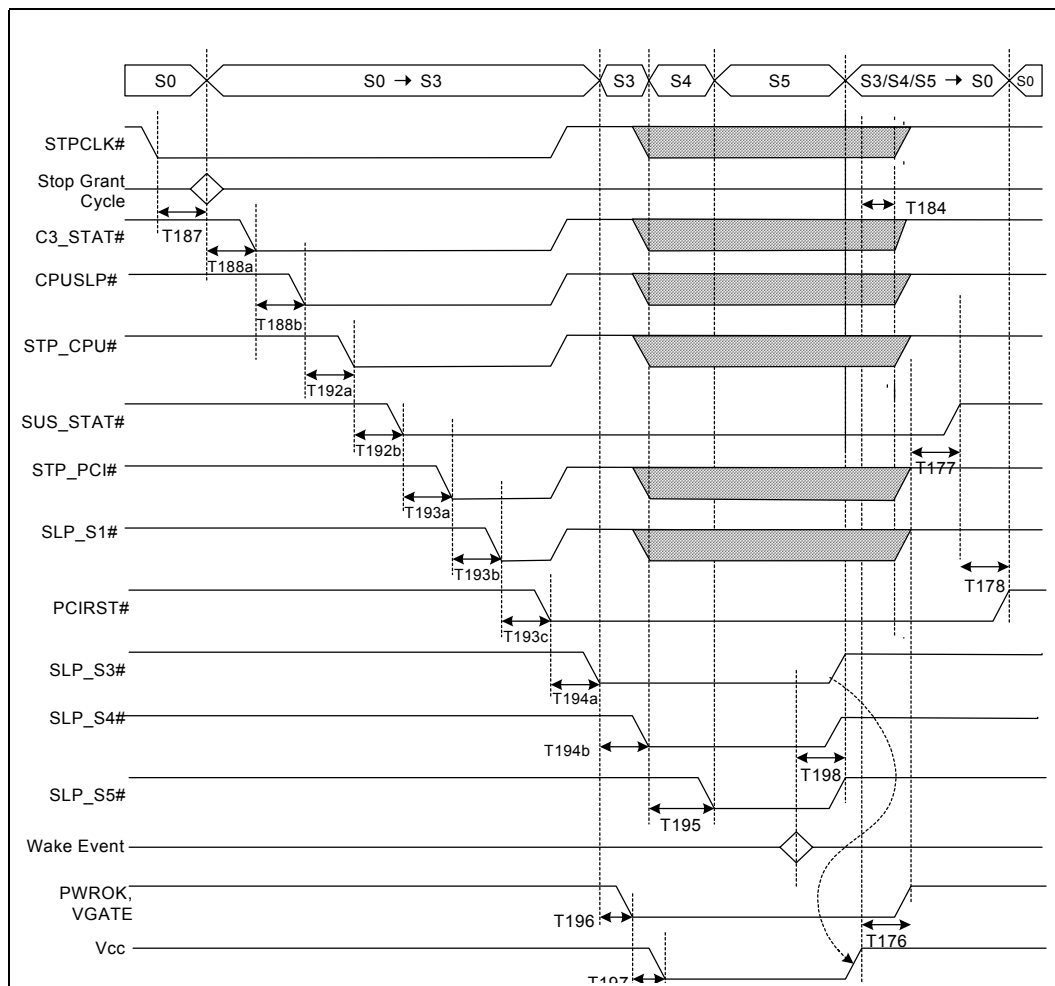 S0
S0 → S3
S3
S4
S5
S3/S4/S5 → S0
S0
STPCLK#
Stop Grant
Cycle
T184
T187
C3_STAT#
T188a
CPUSLP#
T188b
STP_CPU#
T192a
SUS_STAT#
T192b
T177
STP_PCI#
T193a
SLP_S1#
T193b
T178
PCIRST#
T193c
SLP_S3#
T194a
SLP_S4#
T194b
T198
SLP_S5#
T195
Wake Event
PWROK,
VGATE
T196
T176
Vcc
T197